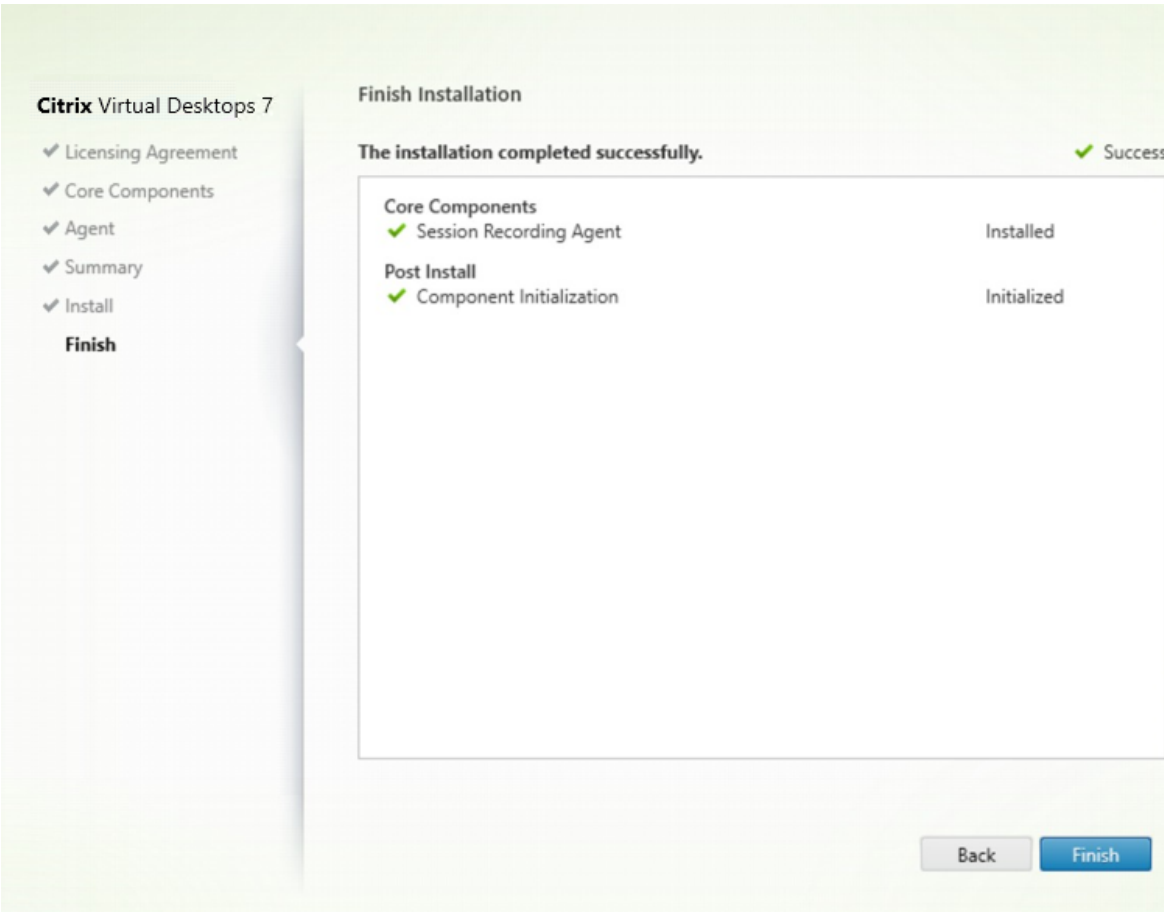 Citrix Virtual Desktops 7
Licensing Agreement
Core Components
Agent
Summary
Install
Finish
Finish Installation
The installation completed successfully.
Success
Core Components
Session Recording Agent Installed
Post Install
Component Initialization Initialized
Back Finish